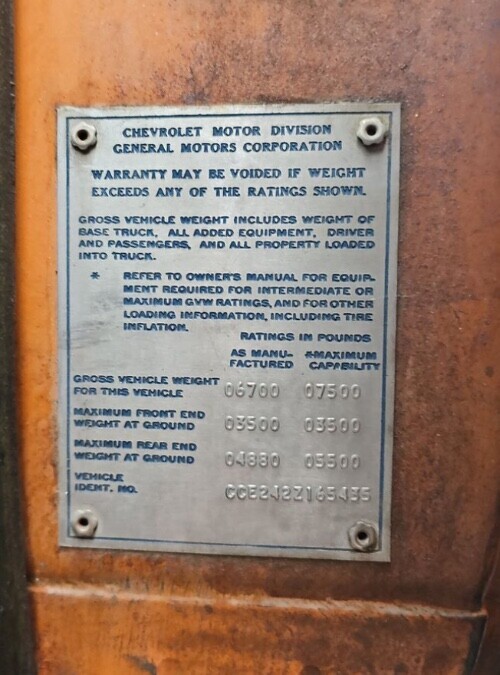 CHEVROLET MOTOR DIVISION
GENERAL MOTORS CORPORATION
WARRANTY MAY BE VOIDED IF WEIGHT
EXCEEDS ANY OF THE RATINGS SHOWN.
GROSS VEHICLE WEIGHT INCLUDES WEIGHT OF
BASE TRUCK, ALL ADDED EQUIPMENT, DRIVER
AND PASSENGERS, AND ALL PROPERTY LOADED
INTO TRUCK.
* REFER TO OWNER'S MANUAL FOR EQUIP-
MENT REQUIRED FOR INTERMEDIATE OR
MAXIMUM GVW RATINGS, AND FOR OTHER
LOADING INFORMATION, INCLUDING TIRE
INFLATION.
RATINGS IN POUNDS
AS MANU- *MAXIMUM
FACTURED CAPABILITY
GROSS VEHICLE WEIGHT
FOR THIS VEHICLE 06700 07500
MAXIMUM FRONT END
WEIGHT AT GROUND 03500 03500
MAXIMUM REAR END
WEIGHT AT GROUND 04880 05500
VEHICLE
IDENT. NO. CCE242Z165435